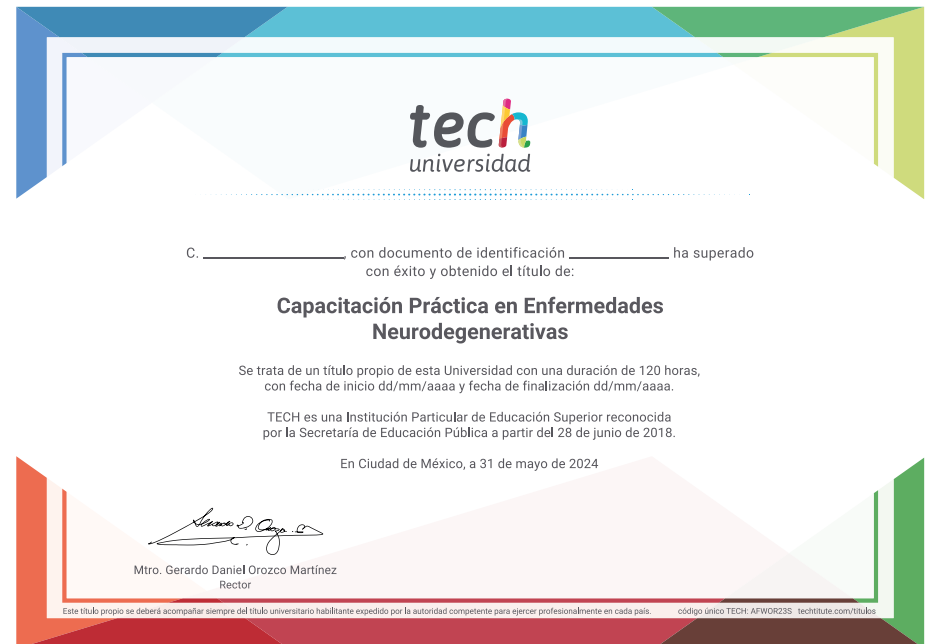 tech
universidad
C. ____________, con documento de identificación ____________ ha superado
con éxito y obtenido el título de:
Capacitación Práctica en Enfermedades
Neurodegenerativas
Se trata de un título propio de esta Universidad con una duración de 120 horas,
con fecha de inicio dd/mm/aaaa y fecha de finalización dd/mm/aaaa.
TECH es una Institución Particular de Educación Superior reconocida
por la Secretaría de Educación Pública a partir del 28 de junio de 2018.
En Ciudad de México, a 31 de mayo de 2024
Mtro. Gerardo Daniel Orozco Martínez
Rector
Este título propio se deberá acompañar siempre del título universitario habilitante expedido por la autoridad competente para ejercer profesionalmente en cada país. código único TECH: AFWOR23S techtitute.com/titulos